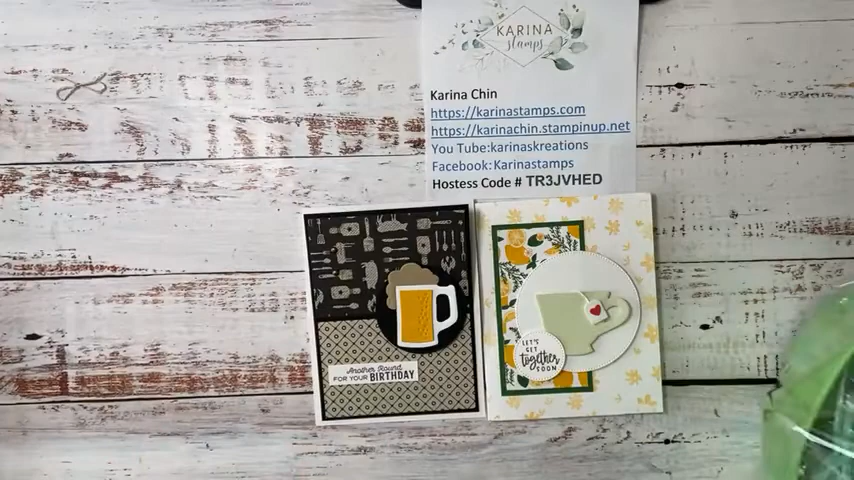 KARINA
stamps
Karina Chin
https://karinastamps.com
https://karinachin.stampinup.net
You Tube:karinaskreations
Facebook:Karinastamps
Hostess Code # TR3JVHED
Another Round
FOR YOUR BIRTHDAY
LET'S
GET
together
SOON